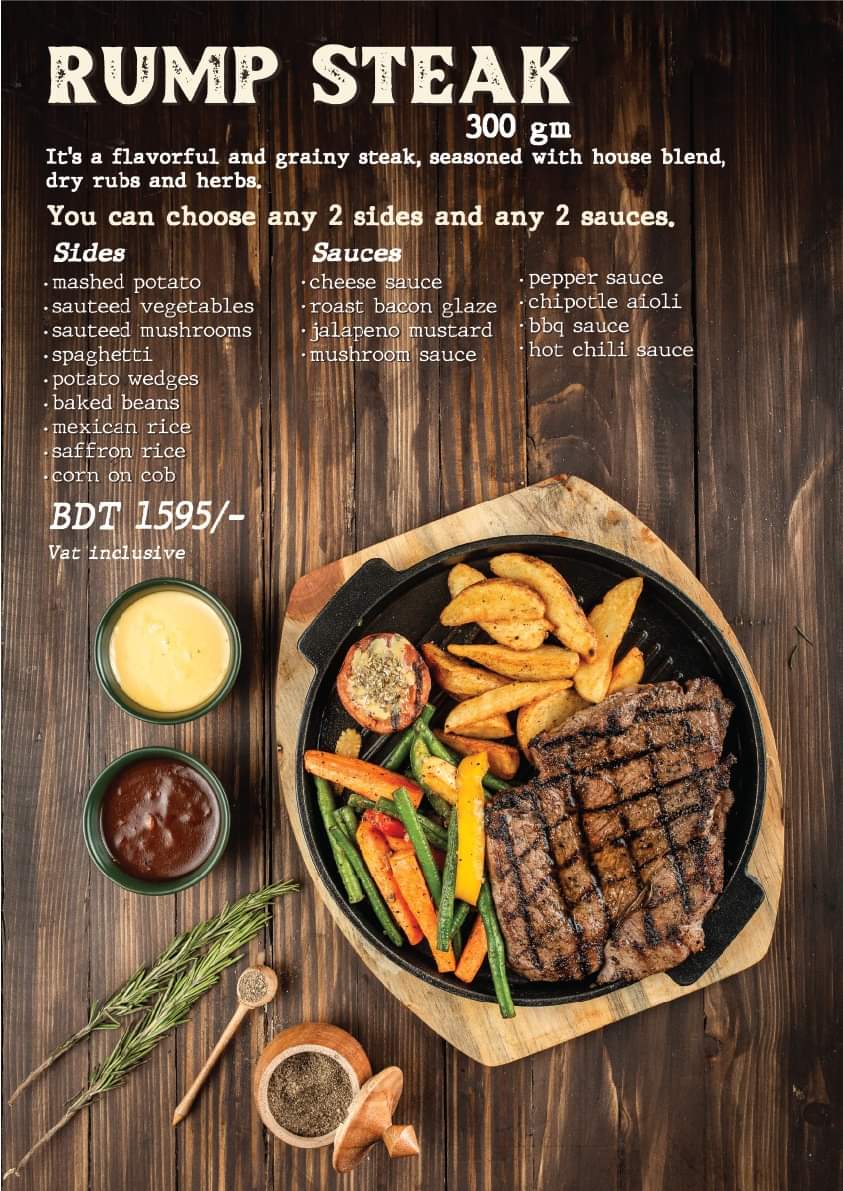 RUMP STEAK
300 gm
It's a flavorful and grainy steak, seasoned with house blend,
dry rubs and herbs.
You can choose any 2 sides and any 2 sauces.
Sides
· mashed potato
· sauteed vegetables
· sauteed mushrooms
· spaghetti
· potato wedges
· baked beans
· mexican rice
· saffron rice
· corn on cob
Sauces
· cheese sauce
· roast bacon glaze
· jalapeno mustard
· mushroom sauce
· pepper sauce
· chipotle aioli
· bbq sauce
· hot chili sauce
BDT 1595/-
Vat inclusive